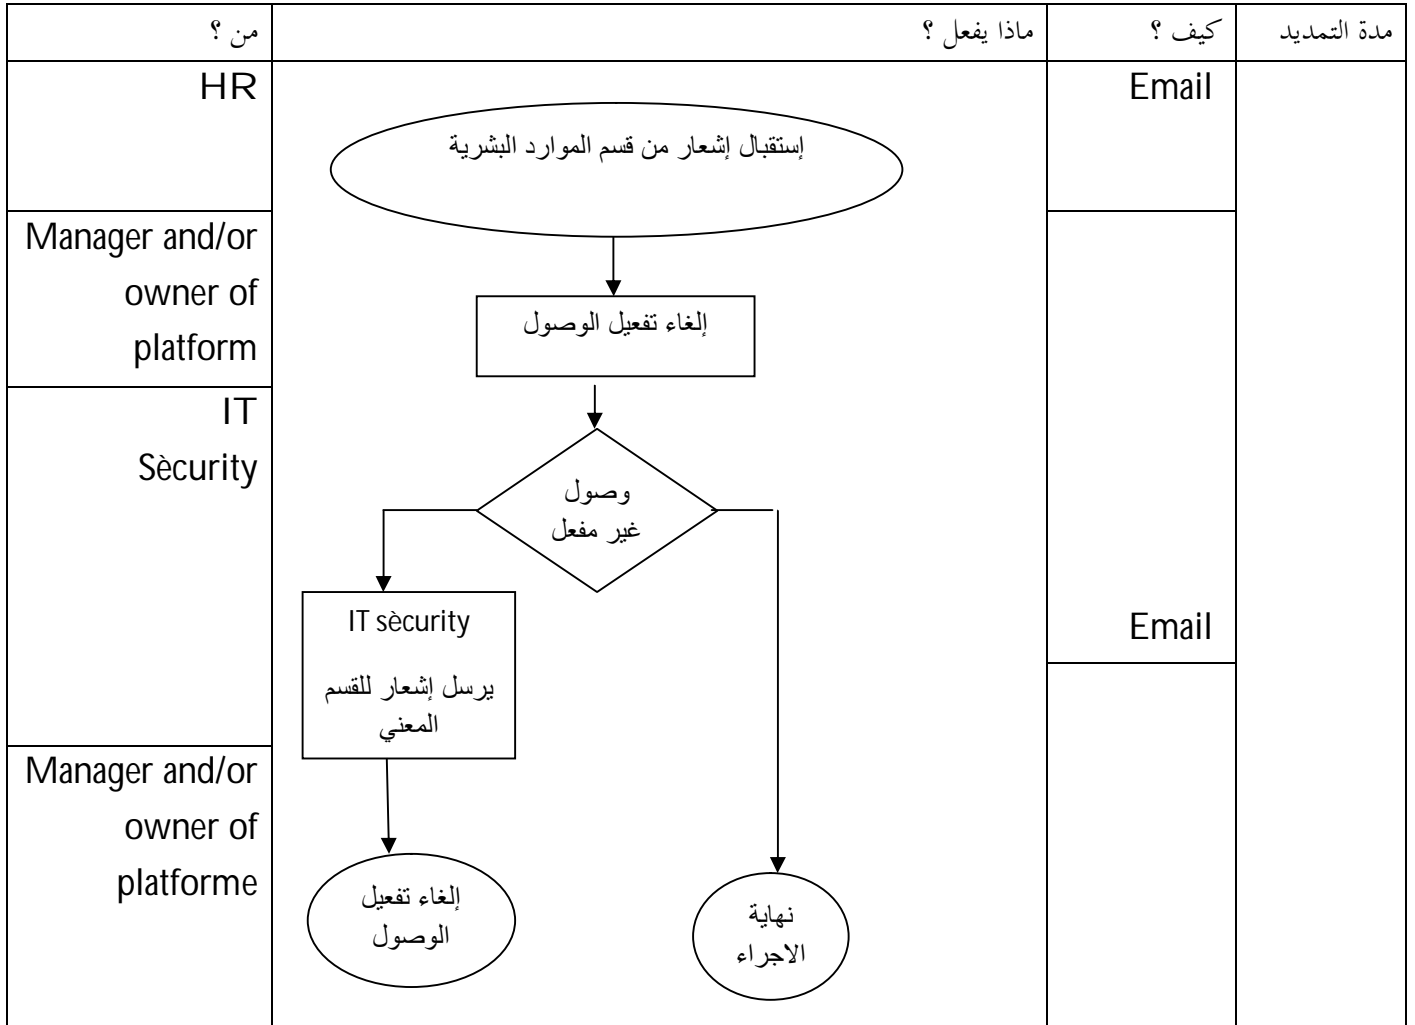 من ؟
ماذا يفعل ؟
كيف ؟
مدة التمديد
HR
Email
إستقبال إشعار من قسم الموارد البشرية
Manager and/or
owner of
platform
إلغاء تفعيل الوصول
IT
Sècurity
وصول
غير مفعل
Email
IT sècurity
يرسل إشعار للقسم
المعني
Manager and/or
owner of
platforme
إلغاء تفعيل
الوصول
نهاية
الاجراء